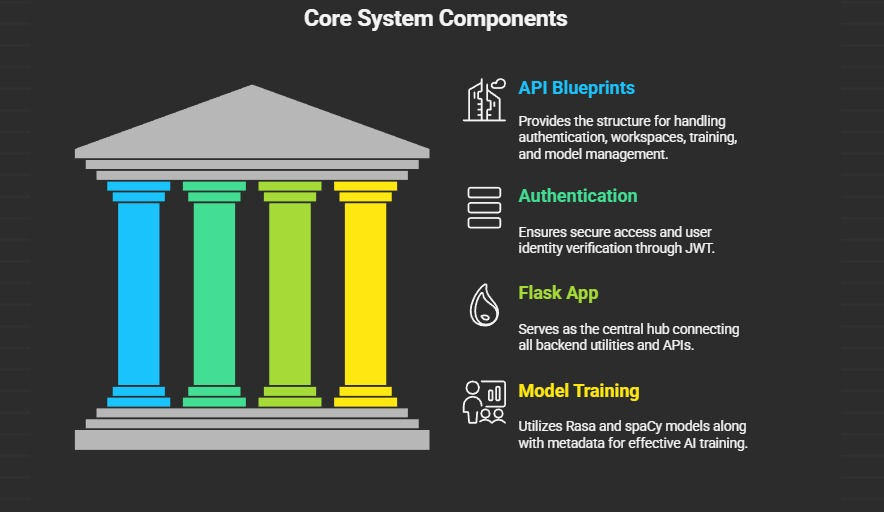 Core System Components
API Blueprints
Provides the structure for handling
authentication, workspaces, training,
and model management.
Authentication
Ensures secure access and user
identity verification through JWT.
Flask App
Serves as the central hub connecting
all backend utilities and APIs.
Model Training
Utilizes Rasa and spaCy models along
with metadata for effective AI training.